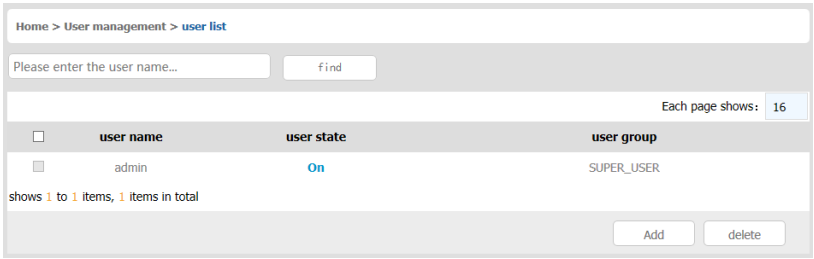 Home > User management > user list
Please enter the user name... find
Each page shows: 16
user name user state user group
admin On SUPER_USER
shows 1 to 1 items, 1 items in total
Add delete